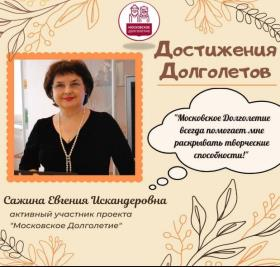 МОСКОВСКОЕ
ДОЛГОЛЕТИЕ
Достижения
Долголетов
"Московское Долголетие
всегда помогает мне
раскрывать творческие
способности!"
Сажина Евгения Искандеровна
активный участник проекта
"Московское Долголетие"